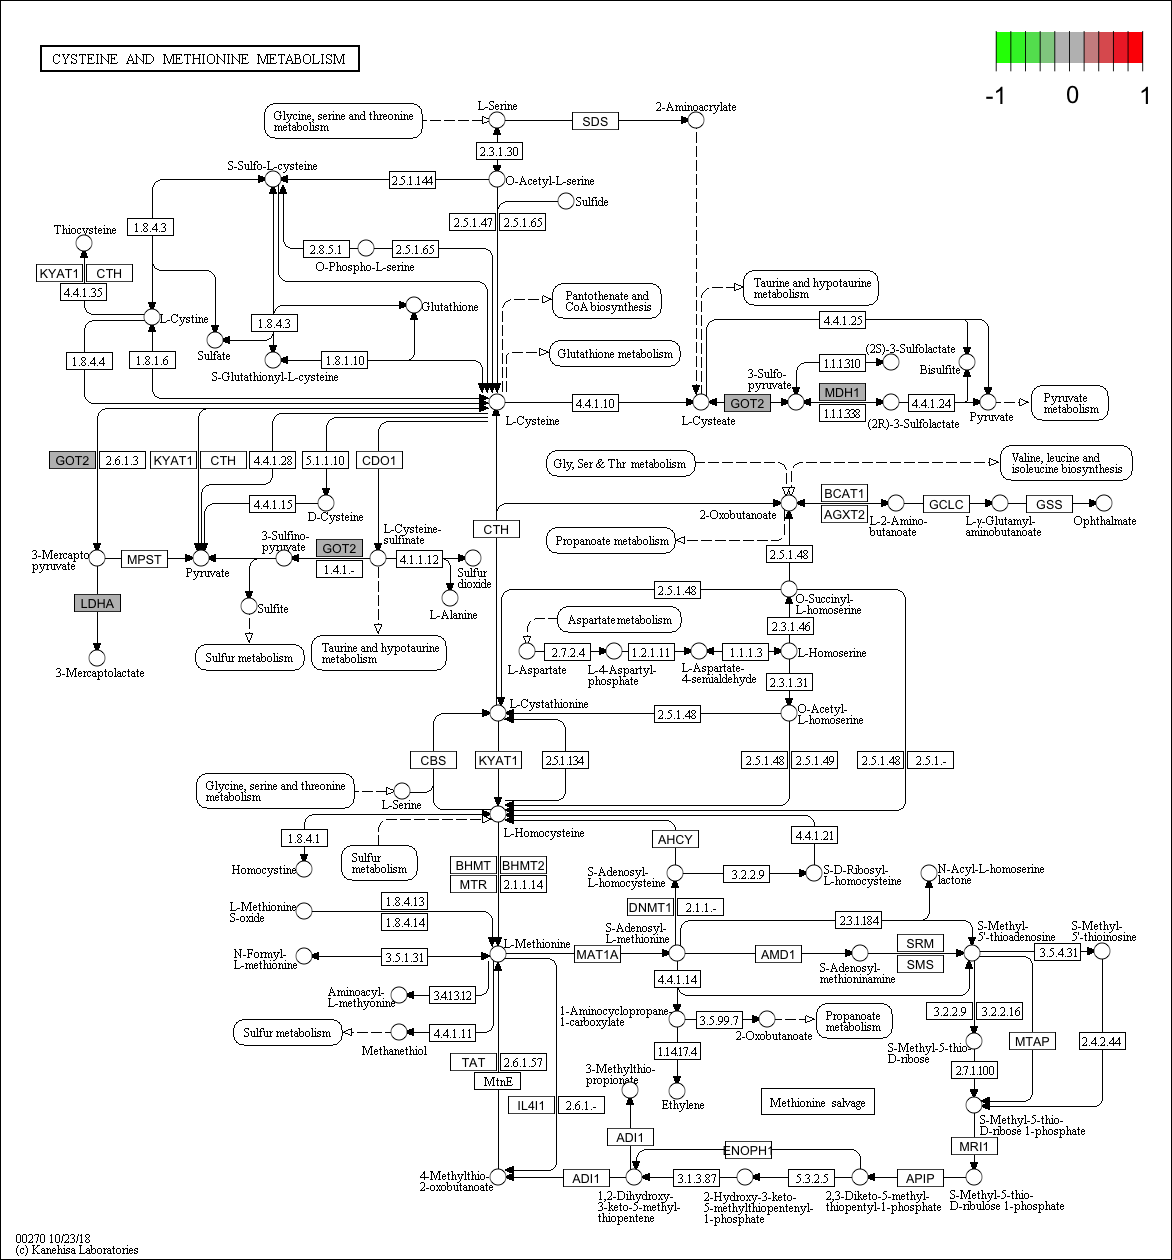 CYSTEINE AND METHIONINE METABOLISM
-1 0 1
L-Serine
2-Aminoacrylate
Glycine, serine and threonine
metabolism
SDS
2.3.1.30
S-Sulfo-L-cysteine
2.5.1.144
O-Acetyl-L-serine
Sulfide
1.8.4.3
2.5.1.47
2.5.1.65
Thiocysteine
2.8.5.1
2.5.1.65
O-Phospho-L-serine
KYAT1
CTH
4.4.1.35
Taurine and hypotaurine
metabolism
Pantothenate and
CoA biosynthesis
Glutathione
L-Cystine
1.8.4.3
4.4.1.25
Sulfate
1.8.4.4
1.8.1.6
1.8.1.10
S-Glutathionyl-L-cysteine
Glutathione metabolism
(2S)-3-Sulfolactate
1.1.1.310
Bisulfite
3-Sulfo-
pyruvate
L-Cysteine
4.4.1.10
L-Cysteate
GOT2
MDH1
1.1.1.338
(2R)-3-Sulfolactate
4.4.1.24
Pyruvate
Pyruvate
metabolism
GOT2
2.6.1.3
KYAT1
CTH
4.4.1.28
5.1.1.10
CDO1
Gly, Ser & Thr metabolism
Valine, leucine and
isoleucine biosynthesis
4.4.1.15
D-Cysteine
CTH
2-Oxobutanoate
BCAT1
AGXT2
L-2-Amino-
butanoate
GCLC
L-γ-Glutamyl-
aminobutanoate
GSS
Ophthalmate
Propanoate metabolism
3-Mercapto
pyruvate
MPST
Pyruvate
3-Sulfino-
pyruvate
GOT2
1.4.1.-
L-Cysteine-
sulfinate
4.1.1.12
Sulfur
dioxide
L-Alanine
2.5.1.48
LDHA
Sulfite
2.5.1.48
O-Succinyl-
L-homoserine
Aspartate metabolism
2.3.1.46
3-Mercaptolactate
Sulfur metabolism
Taurine and hypotaurine
metabolism
L-Aspartate
2.7.2.4
L-4-Aspartyl-
phosphate
1.2.1.11
L-Aspartate-
4-semialdehyde
1.1.1.3
L-Homoserine
2.3.1.31
L-Cystathionine
2.5.1.48
O-Acetyl-
L-homoserine
CBS
KYAT1
2.5.1.134
2.5.1.48
2.5.1.49
2.5.1.48
2.5.1.-
Glycine, serine and threonine
metabolism
L-Serine
L-Homocysteine
1.8.4.1
Homocystine
Sulfur
metabolism
AHCY
4.4.1.21
BHMT
BHMT2
MTR
2.1.1.14
S-Adenosyl-
L-homocysteine
3.2.2.9
S-D-Ribosyl-
L-homocysteine
N-Acyl-L-homoserine
lactone
L-Methionine
S-oxide
1.8.4.13
1.8.4.14
DNMT1
2.1.1.-
2.3.1.184
N-Formyl-
L-methionine
3.5.1.31
L-Methionine
MAT1A
S-Adenosyl-
L-methionine
AMD1
S-Adenosyl-
methioninamine
SRM
SMS
S-Methyl-
5'-thioadenosine
3.5.4.31
S-Methyl-
5'-thioinosine
4.4.1.14
Aminoacyl-
L-methyonine
3.4.13.12
1-Aminocyclopropane-
1-carboxylate
3.5.99.7
2-Oxobutanoate
Propanoate
metabolism
3.2.2.9
3.2.2.16
Sulfur metabolism
Methanethiol
4.4.1.11
1.14.17.4
S-Methyl-5-thio-
D-ribose
MTAP
2.4.2.44
TAT
2.6.1.57
MtnE
3-Methylthio-
propionate
2.7.1.100
IL4I1
2.6.1.-
Ethylene
Methionine salvage
S-Methyl-5-thio-
D-ribose 1-phosphate
ADI1
ENOPH1
MRI1
4-Methylthio-
2-oxobutanoate
ADI1
1,2-Dihydroxy-
3-keto-5-methyl-
thiopentene
3.1.3.87
2-Hydroxy-3-keto-
5-methylthiopentenyl-
1-phosphate
5.3.2.5
2,3-Diketo-5-methyl-
thiopentyl-1-phosphate
APIP
S-Methyl-5-thio-
D-ribulose 1-phosphate
00270 10/23/18
(c) Kanehisa Laboratories